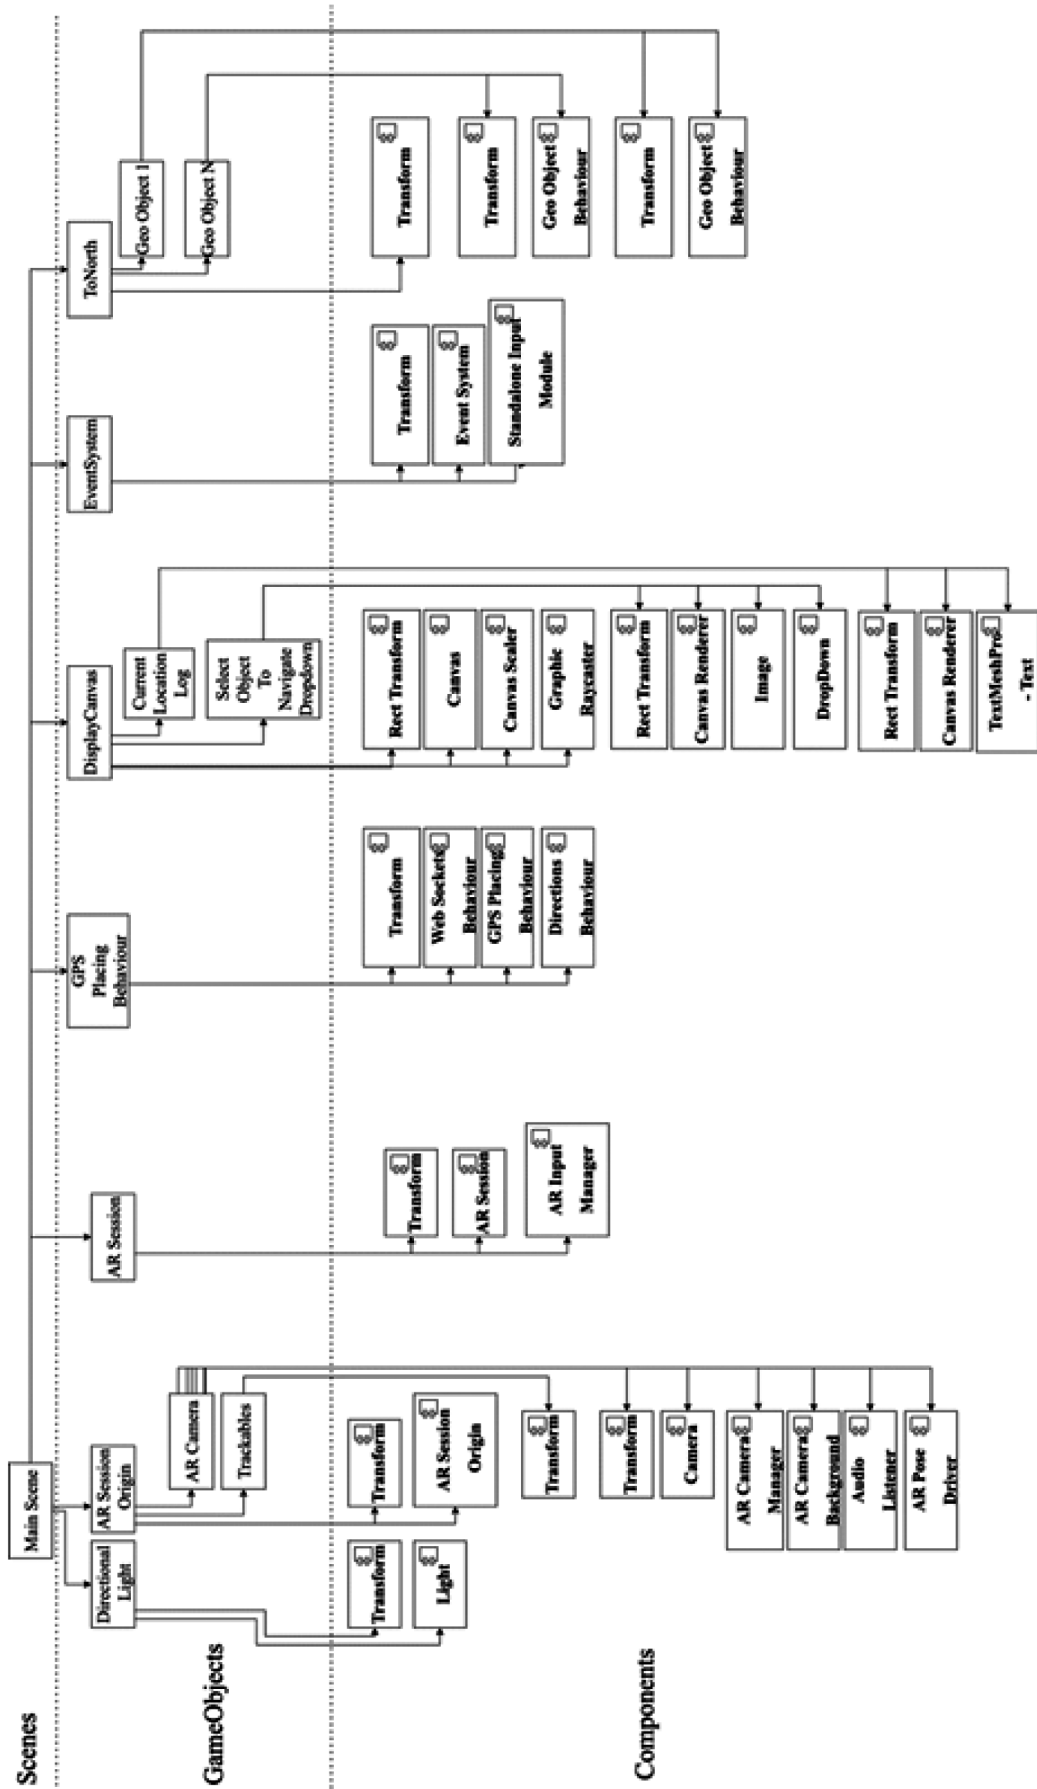 Scenes
Main Scene
GameObjects
Directional
Light
AR Session
Origin
AR Camera
Trackables
AR Session
GPS
Placing
Behaviour
DisplayCanvas
Current
Location
Log
Select
Object
To
Navigate
Dropdown
EventSystem
ToNorth
Geo Object 1
Geo Object N
Components
Transform
Light
Transform
AR Session
Origin
Transform
Transform
Camera
AR Camera
Manager
AR Camera
Background
Audio
Listener
AR Pose
Driver
Transform
AR Session
AR Input
Manager
Transform
Web Sockets
Behaviour
GPS Placing
Behaviour
Directions
Behaviour
Rect Transform
Canvas
Canvas Scaler
Graphic
Raycaster
Rect Transform
Canvas Renderer
Image
DropDown
Rect Transform
Canvas Renderer
TextMeshPro
- Text
Transform
Event System
Standalone Input
Module
Transform
Transform
Geo Object
Behaviour
Transform
Geo Object
Behaviour